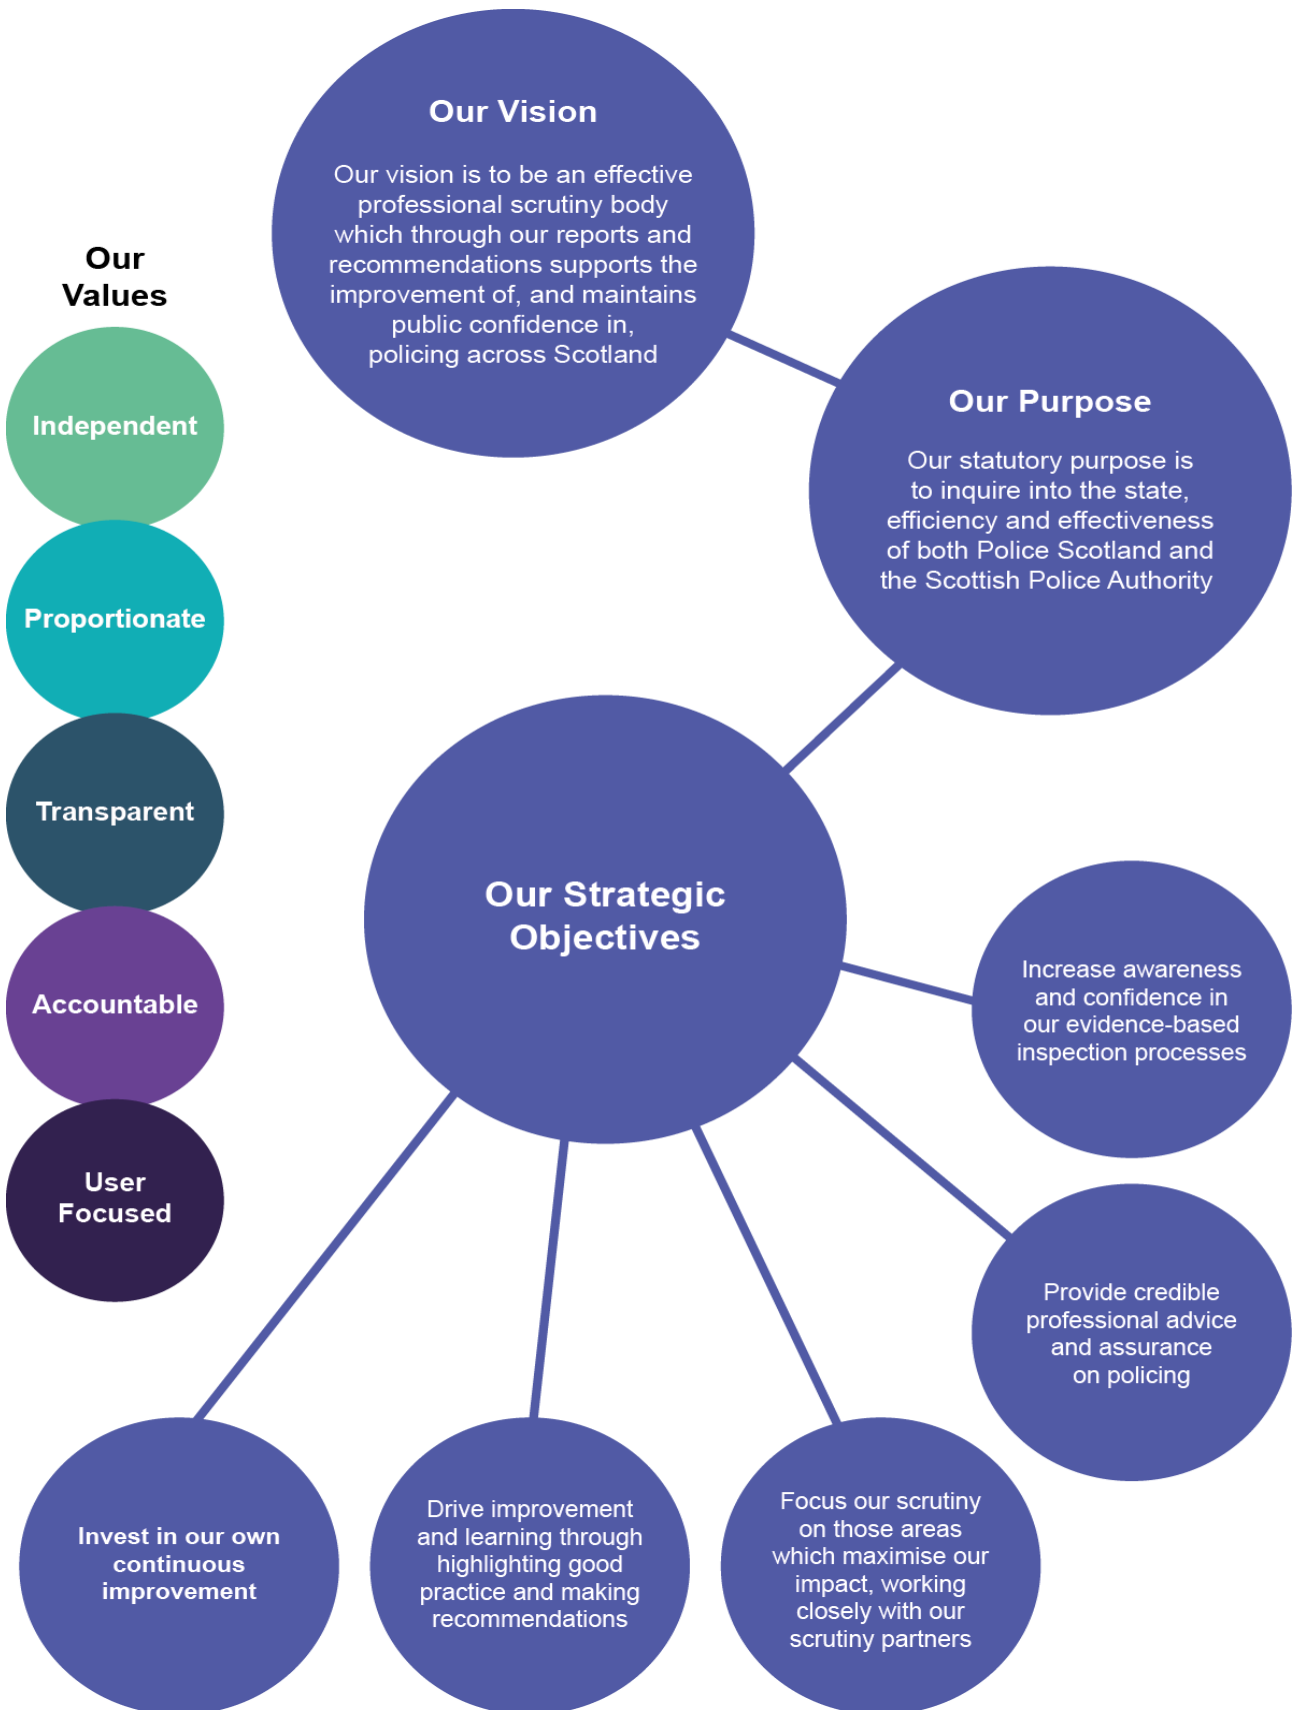 Our Vision
Our vision is to be an effective
professional scrutiny body
which through our reports and
recommendations supports the
improvement of, and maintains
public confidence in,
policing across Scotland
Our
Values
Independent
Proportionate
Transparent
Accountable
User
Focused
Our Purpose
Our statutory purpose is
to inquire into the state,
efficiency and effectiveness
of both Police Scotland and
the Scottish Police Authority
Our Strategic
Objectives
Increase awareness
and confidence in
our evidence-based
inspection processes
Provide credible
professional advice
and assurance
on policing
Focus our scrutiny
on those areas
which maximise our
impact, working
closely with our
scrutiny partners
Drive improvement
and learning through
highlighting good
practice and making
recommendations
Invest in our own
continuous
improvement